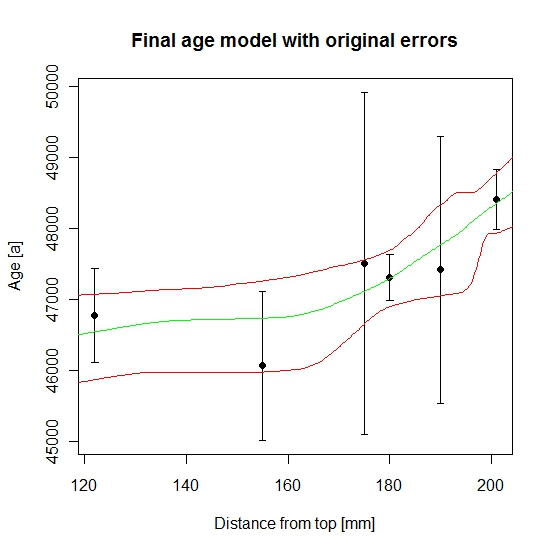 Final age model with original errors
50000
49000
48000
47000
46000
45000
Age [a]
120 140 160 180 200
Distance from top [mm]